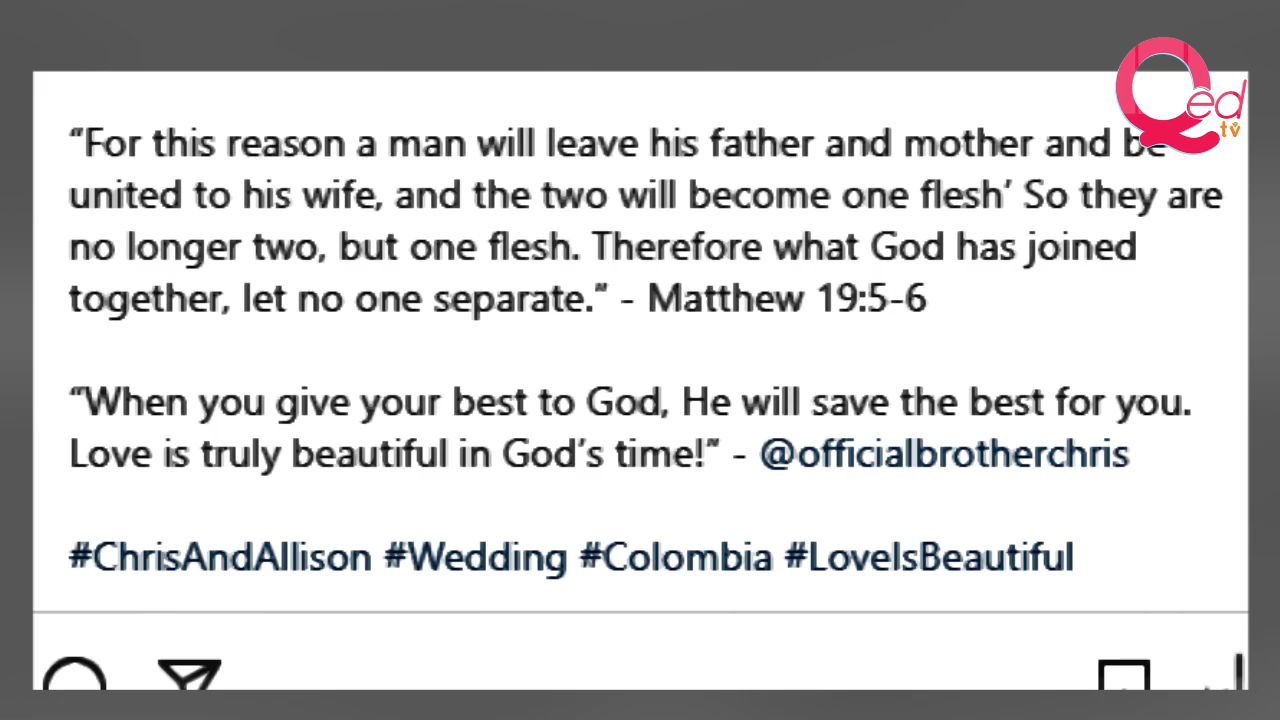 Qed
tv
“For this reason a man will leave his father and mother and be
united to his wife, and the two will become one flesh’ So they are
no longer two, but one flesh. Therefore what God has joined
together, let no one separate.” - Matthew 19:5-6
“When you give your best to God, He will save the best for you.
Love is truly beautiful in God’s time!” - @officialbrotherchris
#ChrisAndAllison #Wedding #Colombia #LoveIsBeautiful